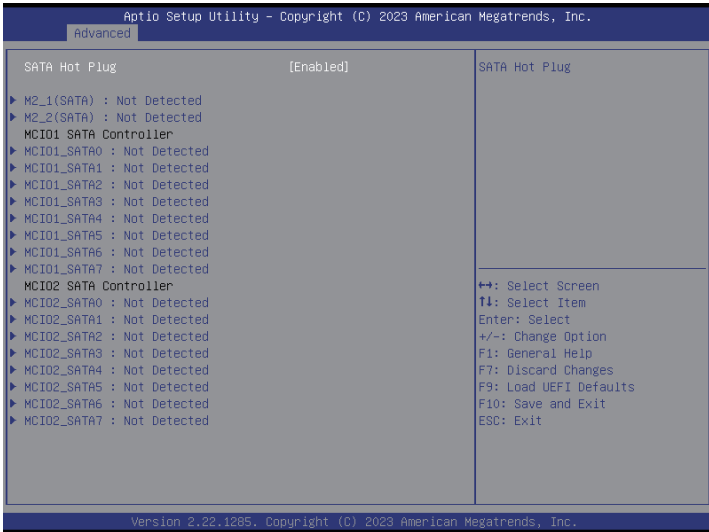 Aptio Setup Utility – Copyright (C) 2023 American Megatrends, Inc.
Advanced
SATA Hot Plug [Enabled]
M2_1(SATA) : Not Detected
M2_2(SATA) : Not Detected
MCIO1 SATA Controller
MCIO1_SATA0 : Not Detected
MCIO1_SATA1 : Not Detected
MCIO1_SATA2 : Not Detected
MCIO1_SATA3 : Not Detected
MCIO1_SATA4 : Not Detected
MCIO1_SATA5 : Not Detected
MCIO1_SATA6 : Not Detected
MCIO1_SATA7 : Not Detected
MCIO2 SATA Controller
MCIO2_SATA0 : Not Detected
MCIO2_SATA1 : Not Detected
MCIO2_SATA2 : Not Detected
MCIO2_SATA3 : Not Detected
MCIO2_SATA4 : Not Detected
MCIO2_SATA5 : Not Detected
MCIO2_SATA6 : Not Detected
MCIO2_SATA7 : Not Detected
SATA Hot Plug
↔: Select Screen
↑↓: Select Item
Enter: Select
+/-: Change Option
F1: General Help
F7: Discard Changes
F9: Load UEFI Defaults
F10: Save and Exit
ESC: Exit
Version 2.22.1285. Copyright (C) 2023 American Megatrends, Inc.